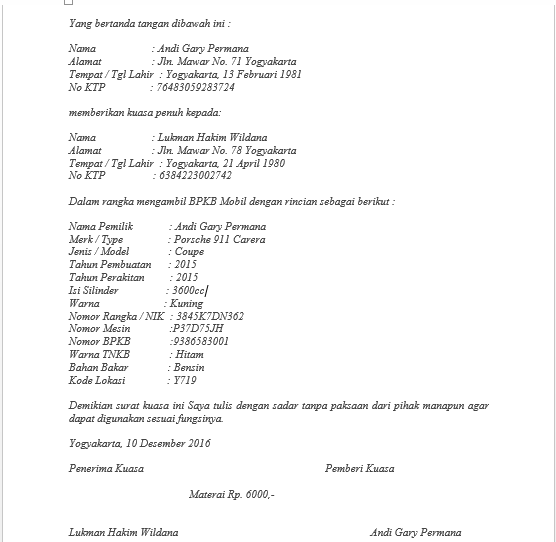 Yang bertanda tangan dibawah ini :
Nama : Andi Gary Permana
Alamat : Jln. Mawar No. 71 Yogyakarta
Tempat / Tgl Lahir : Yogyakarta, 13 Februari 1981
No KTP : 76483059283724
memberikan kuasa penuh kepada:
Nama : Lukman Hakim Wildana
Alamat : Jln. Mawar No. 78 Yogyakarta
Tempat / Tgl Lahir : Yogyakarta, 21 April 1980
No KTP : 6384223002742
Dalam rangka mengambil BPKB Mobil dengan rincian sebagai berikut :
Nama Pemilik : Andi Gary Permana
Merk / Type : Porsche 911 Carera
Jenis / Model : Coupe
Tahun Pembuatan : 2015
Tahun Perakitan : 2015
Isi Silinder : 3600cc
Warna : Kuning
Nomor Rangka / NIK : 3845K7DN362
Nomor Mesin :P37D75JH
Nomor BPKB :9386583001
Warna TNKB : Hitam
Bahan Bakar : Bensin
Kode Lokasi : Y719
Demikian surat kuasa ini Saya tulis dengan sadar tanpa paksaan dari pihak manapun agar
dapat digunakan sesuai fungsinya.
Yogyakarta, 10 Desember 2016
Penerima Kuasa Pemberi Kuasa
Materai Rp. 6000,-
Lukman Hakim Wildana Andi Gary Permana